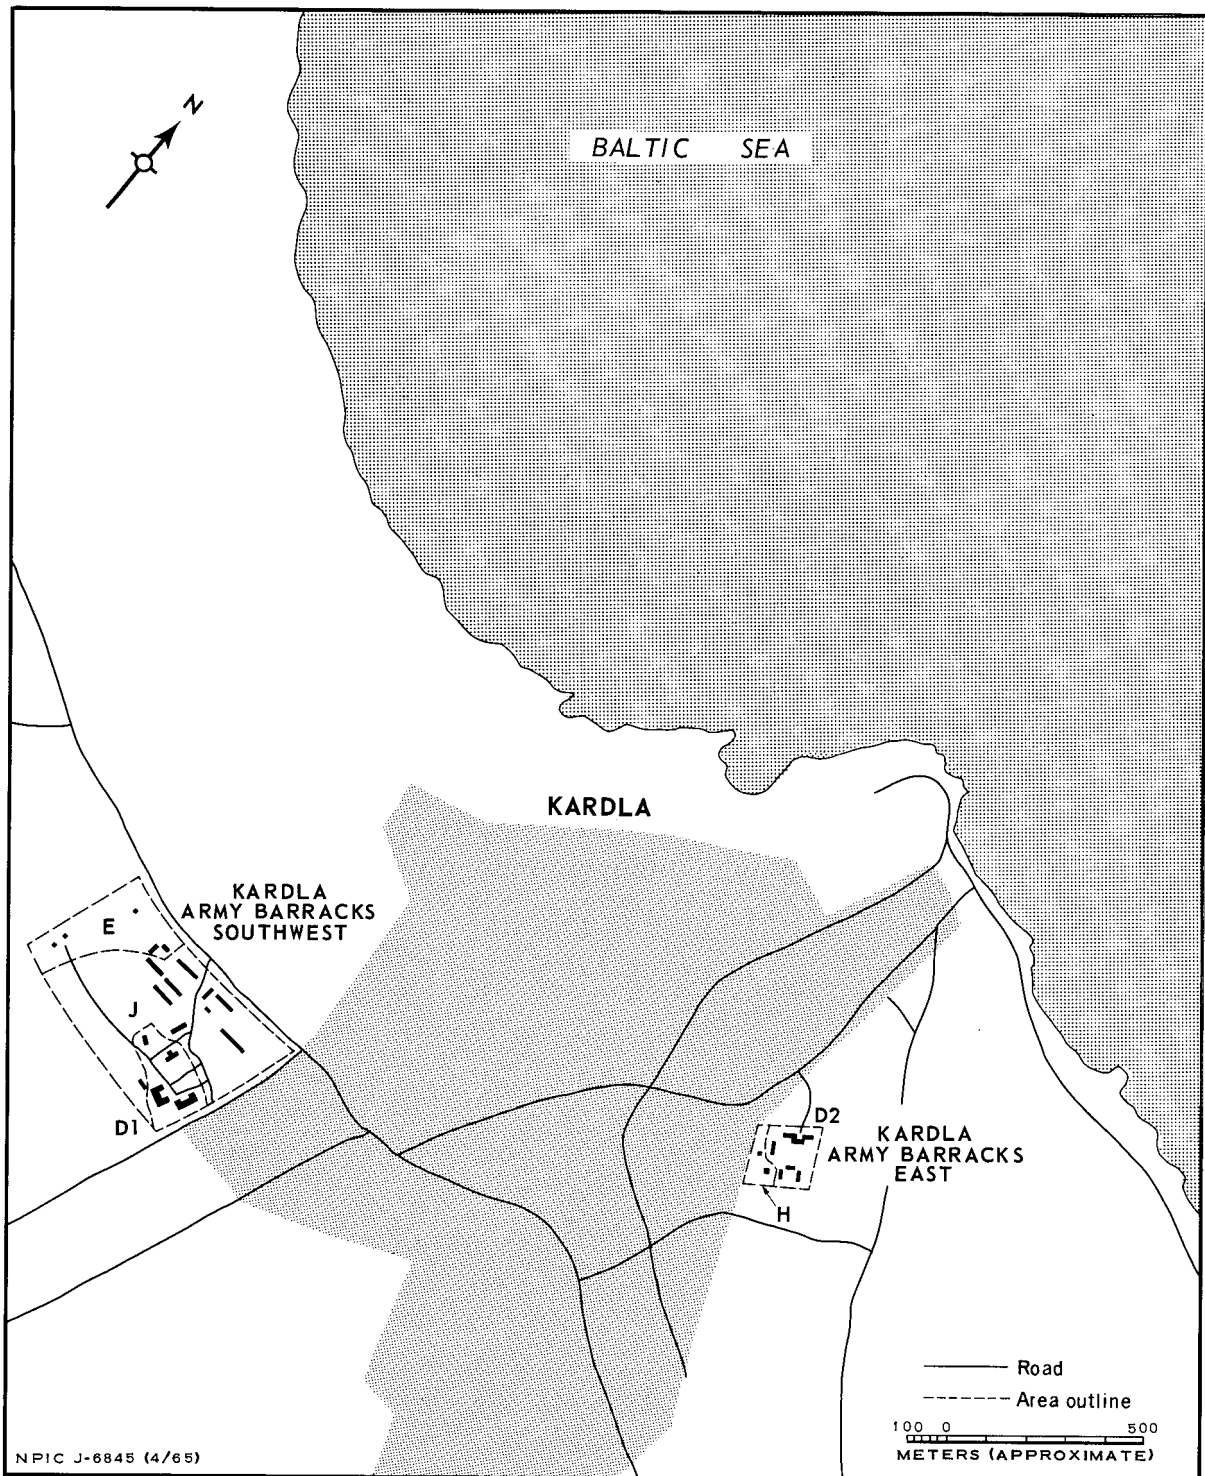 N
BALTIC SEA
KARDLA
KARDLA
ARMY BARRACKS
SOUTHWEST
E
J
D1
D2
KARDLA
ARMY BARRACKS
EAST
H
Road
Area outline
100 0 500
METERS (APPROXIMATE)
NPIC J-6845 (4/65)